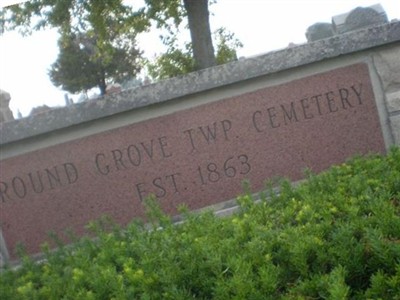 ROUND GROVE TWP. CEMETERY
EST. 1863